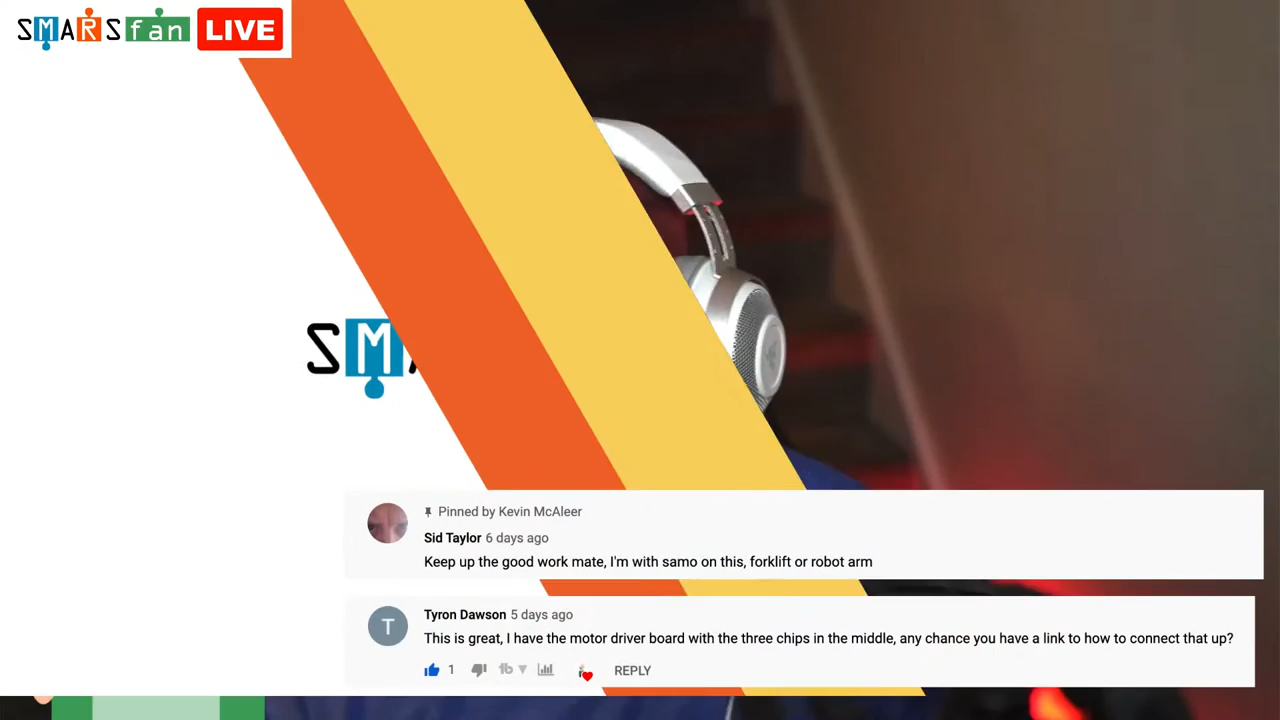 SMARSfan LIVE
SM
Pinned by Kevin McAleer
Sid Taylor 6 days ago
Keep up the good work mate, I'm with samo on this, forklift or robot arm
T
Tyron Dawson 5 days ago
This is great, I have the motor driver board with the three chips in the middle, any chance you have a link to how to connect that up?
1
REPLY